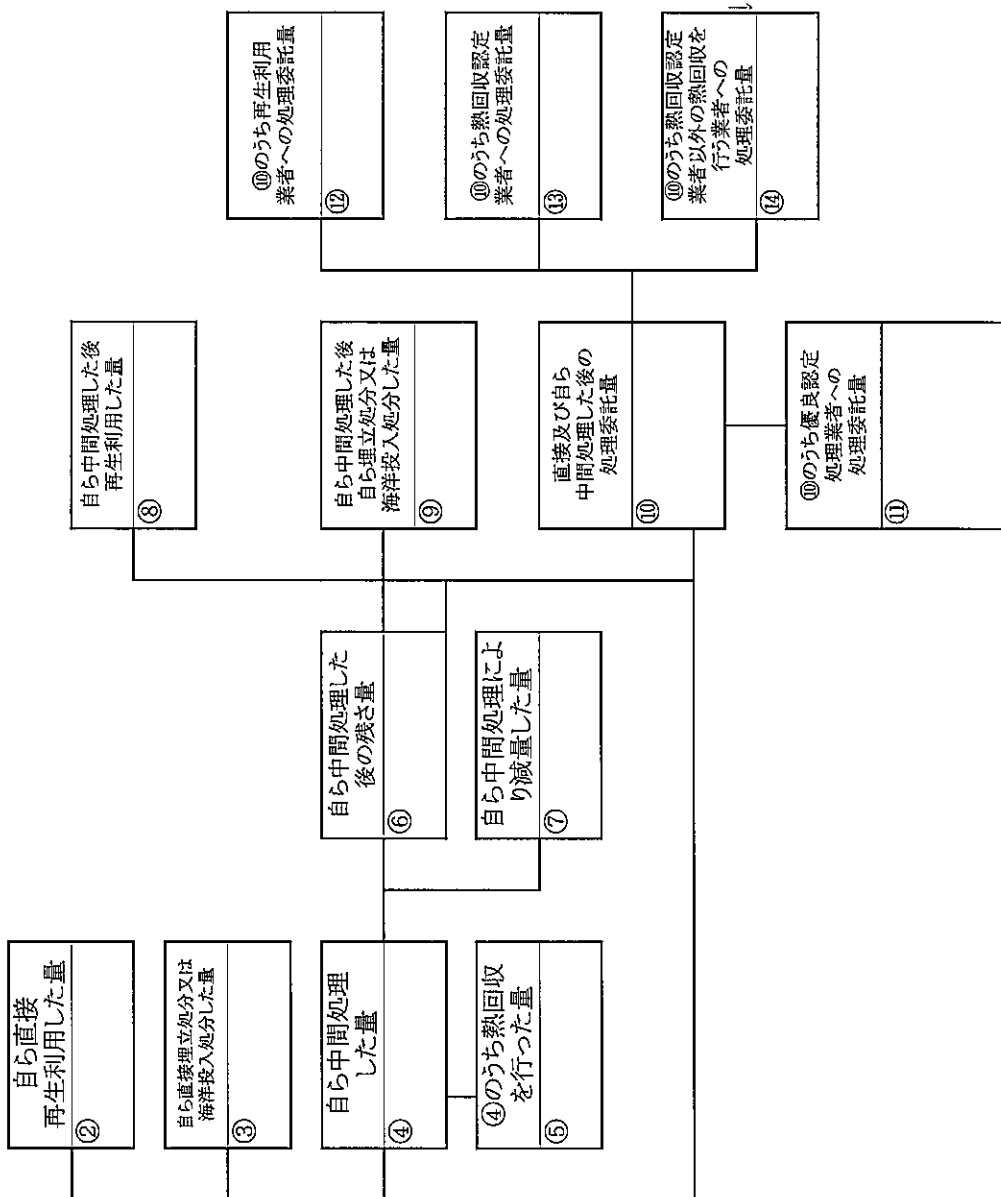 自ら直接
再生利用した量
②
自ら直接埋立処分又は
海洋投入処分した量
③
自ら中間処理
した量
④
④のうち熱回収
を行った量
⑤
自ら中間処理した
後の残さ量
⑥
自ら中間処理によ
り減量した量
⑦
自ら中間処理した後
再生利用した量
⑧
自ら中間処理した後
自ら埋立処分又は
海洋投入処分した量
⑨
直接及び自ら
中間処理した後の
処理委託量
⑩
⑩のうち優良認定
処理業者への
処理委託量
⑪
⑩のうち再生利用
業者への処理委託量
⑫
⑩のうち熱回収認定
業者への処理委託量
⑬
⑩のうち熱回収認定
業者以外の熱回収を
行う業者への
処理委託量
⑭